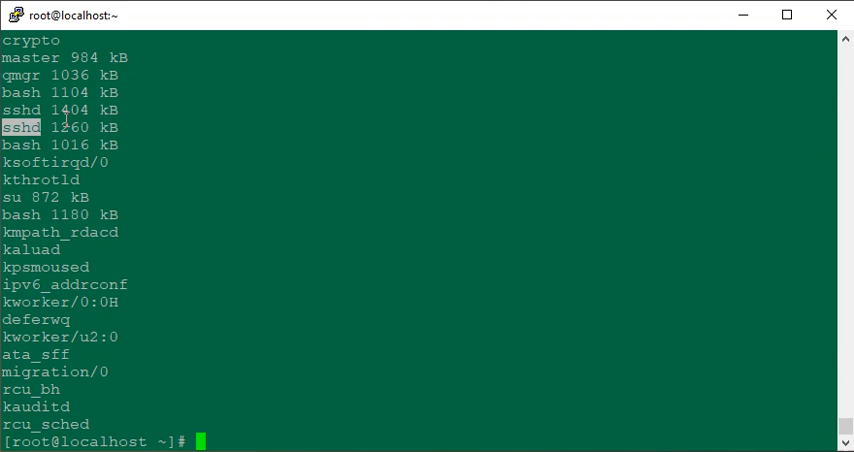 root@localhost:~
crypto
master 984 kB
qmgr 1036 kB
bash 1104 kB
sshd 1404 kB
sshd 1260 kB
bash 1016 kB
ksoftirqd/0
kthrotld
su 872 kB
bash 1180 kB
kmpath_rdacd
kaluad
kpsmoused
ipv6_addrconf
kworker/0:0H
deferwq
kworker/u2:0
ata_sff
migration/0
rcu_bh
kauditd
rcu_sched
[root@localhost ~]#